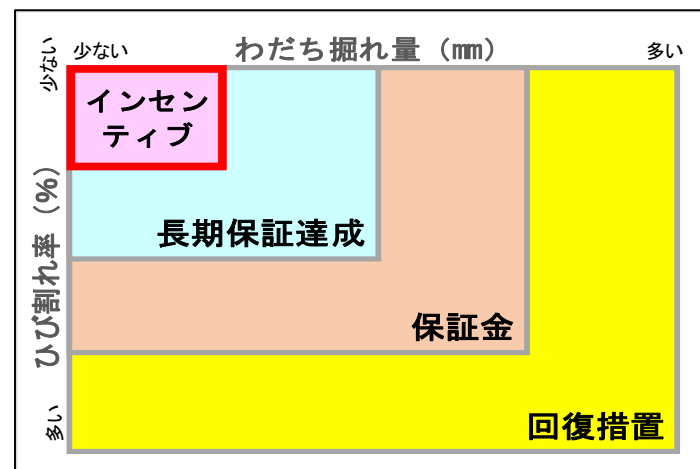 少ない
わだち掘れ量（㎜）
多い
少ない
ひび割れ率（%）
多い
インセン
ティブ
長期保証達成
保証金
回復措置